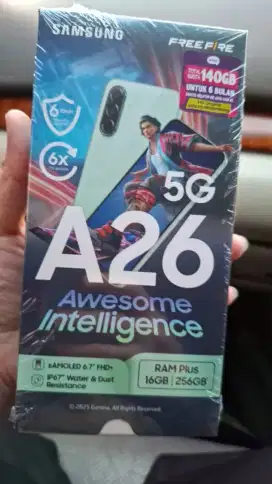 SAMSUNG
FREE FIRE
140GB
UNTUK 6 BULAN
6
6x
5G
A26
Awesome
Intelligence
sAMOLED 6.7" FHD+
IP67* Water & Dust
Resistance
RAM Plus
16GB | 256GB
© 2025 Garena. All Rights Reserved.